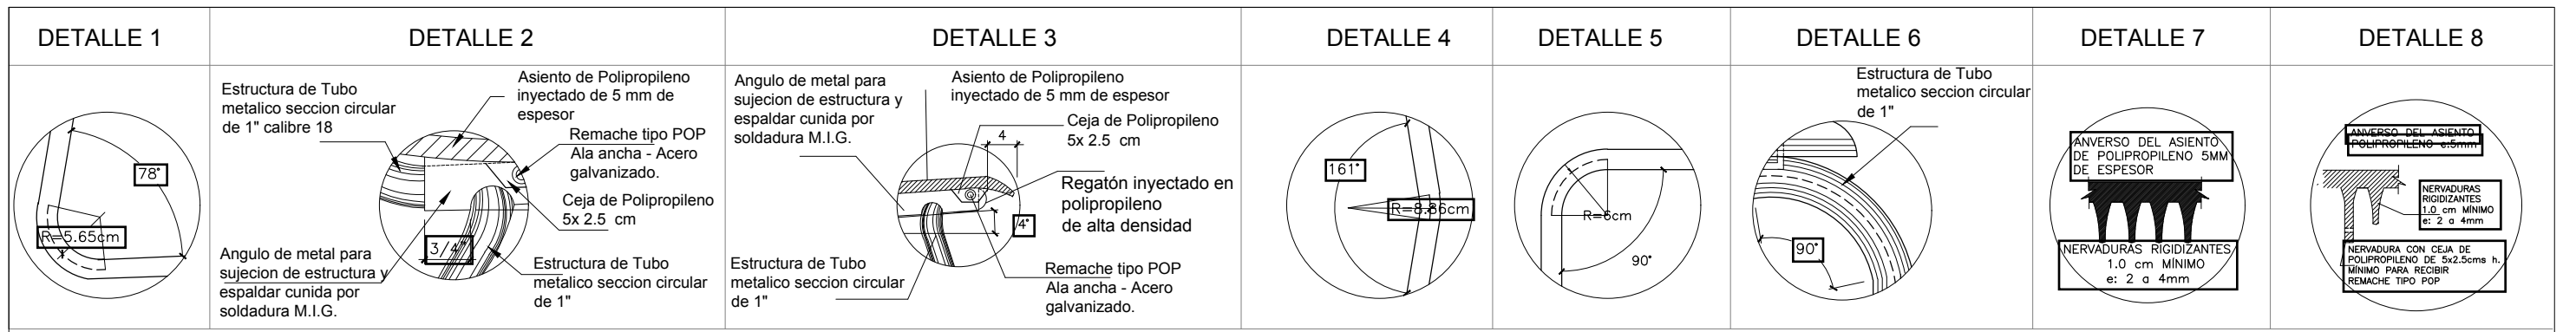 DETALLE 1
DETALLE 2
DETALLE 3
DETALLE 4
DETALLE 5
DETALLE 6
DETALLE 7
DETALLE 8
78°
R=5.65cm
Estructura de Tubo
metalico seccion circular
de 1" calibre 18
Asiento de Polipropileno
inyectado de 5 mm de
espesor
Remache tipo POP
Ala ancha - Acero
galvanizado.
Ceja de Polipropileno
5x 2.5 cm
3/4"
Angulo de metal para
sujecion de estructura y
espaldar cunida por
soldadura M.I.G.
Estructura de Tubo
metalico seccion circular
de 1"
Angulo de metal para
sujecion de estructura y
espaldar cunida por
soldadura M.I.G.
Asiento de Polipropileno
inyectado de 5 mm de espesor
Ceja de Polipropileno
5x 2.5 cm
4
Regatón inyectado en
polipropileno
de alta densidad
/4"
Estructura de Tubo
metalico seccion circular
de 1"
Remache tipo POP
Ala ancha - Acero
galvanizado.
161°
R=8.86cm
R=6cm
90°
Estructura de Tubo
metalico seccion circular
de 1"
90°
ANVERSO DEL ASIENTO
DE POLIPROPILENO 5MM
DE ESPESOR
NERVADURAS RIGIDIZANTES
1.0 cm MÍNIMO
e: 2 a 4mm
ANVERSO DEL ASIENTO
POLIPROPILENO e:5mm
NERVADURAS
RIGIDIZANTES
1.0 cm MÍNIMO
e: 2 a 4mm
NERVADURA CON CEJA DE
POLIPROPILENO DE 5x2.5cms h.
MÍNIMO PARA RECIBIR
REMACHE TIPO POP